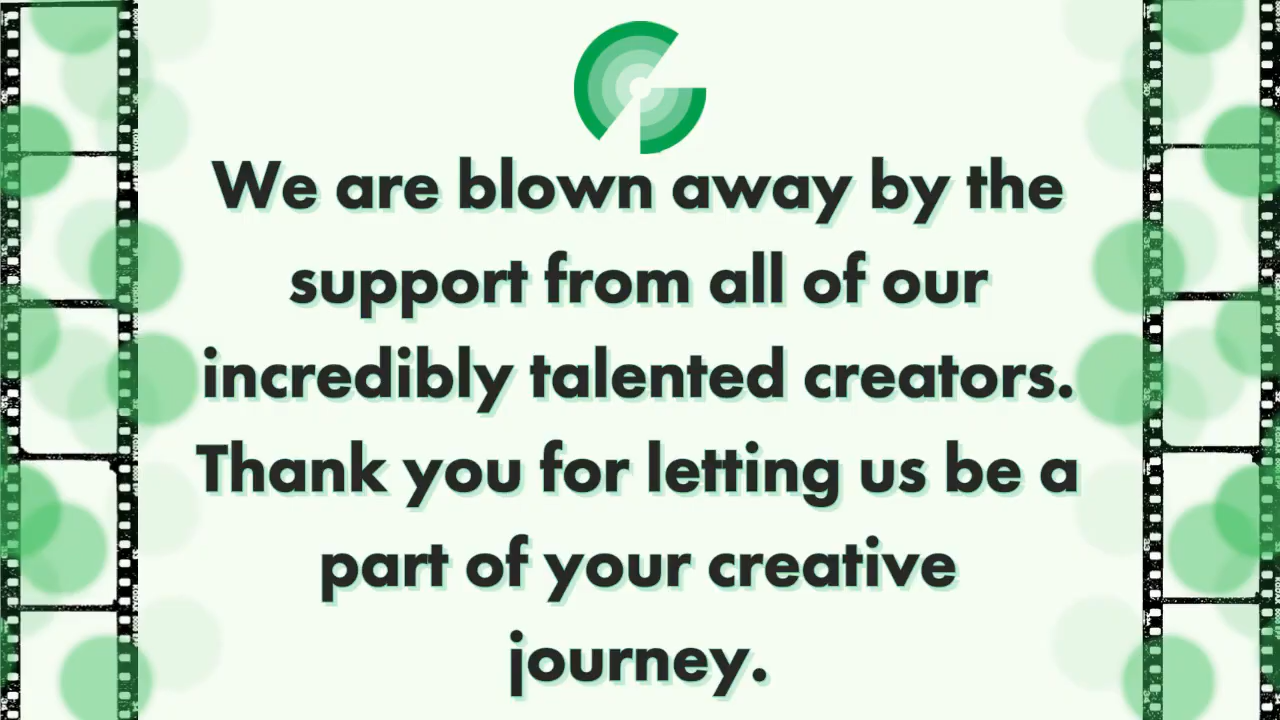 We are blown away by the
support from all of our
incredibly talented creators.
Thank you for letting us be a
part of your creative
journey.